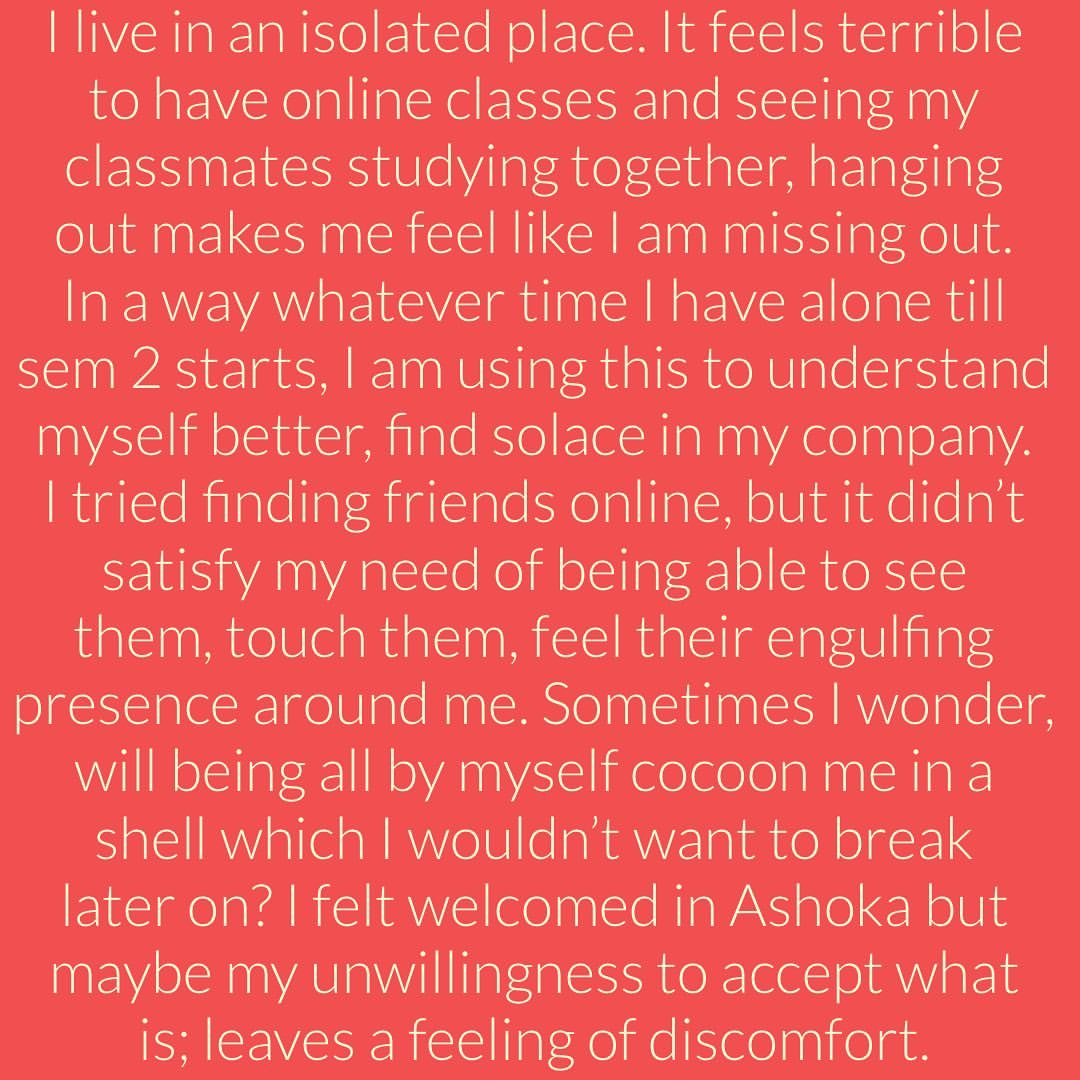 I live in an isolated place. It feels terrible
to have online classes and seeing my
classmates studying together, hanging
out makes me feel like I am missing out.
In a way whatever time I have alone till
sem 2 starts, I am using this to understand
myself better, find solace in my company.
I tried finding friends online, but it didn’t
satisfy my need of being able to see
them, touch them, feel their engulfing
presence around me. Sometimes I wonder,
will being all by myself cocoon me in a
shell which I wouldn’t want to break
later on? I felt welcomed in Ashoka but
maybe my unwillingness to accept what
is; leaves a feeling of discomfort.